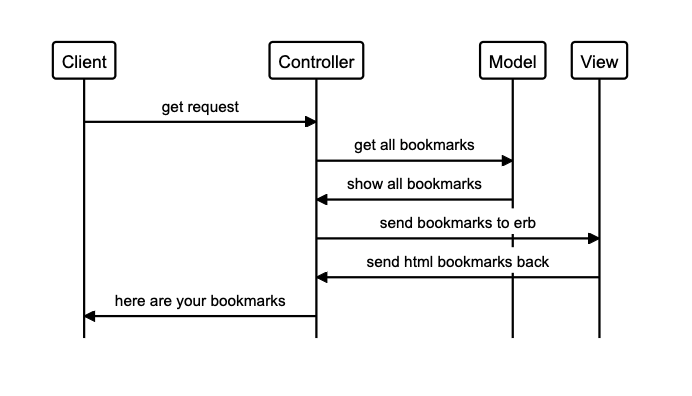 Client
Controller
Model
View
get request
get all bookmarks
show all bookmarks
send bookmarks to erb
send html bookmarks back
here are your bookmarks